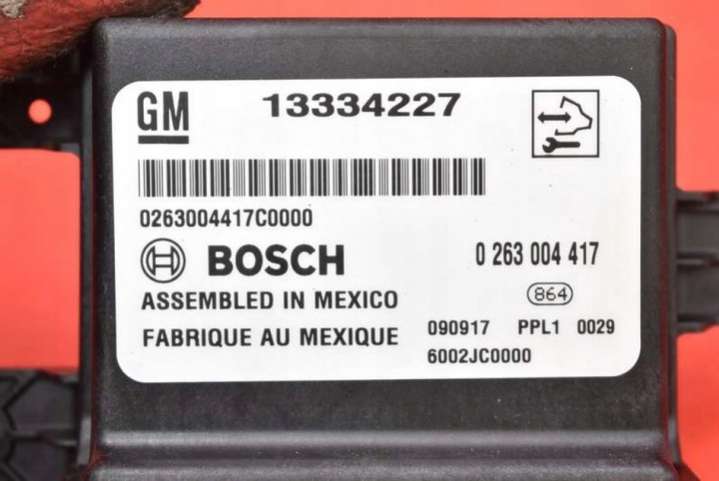 GM 13334227
0263004417C0000
BOSCH 0 263 004 417
ASSEMBLED IN MEXICO 864
FABRIQUE AU MEXIQUE 090917 PPL1 0029
6002JC0000